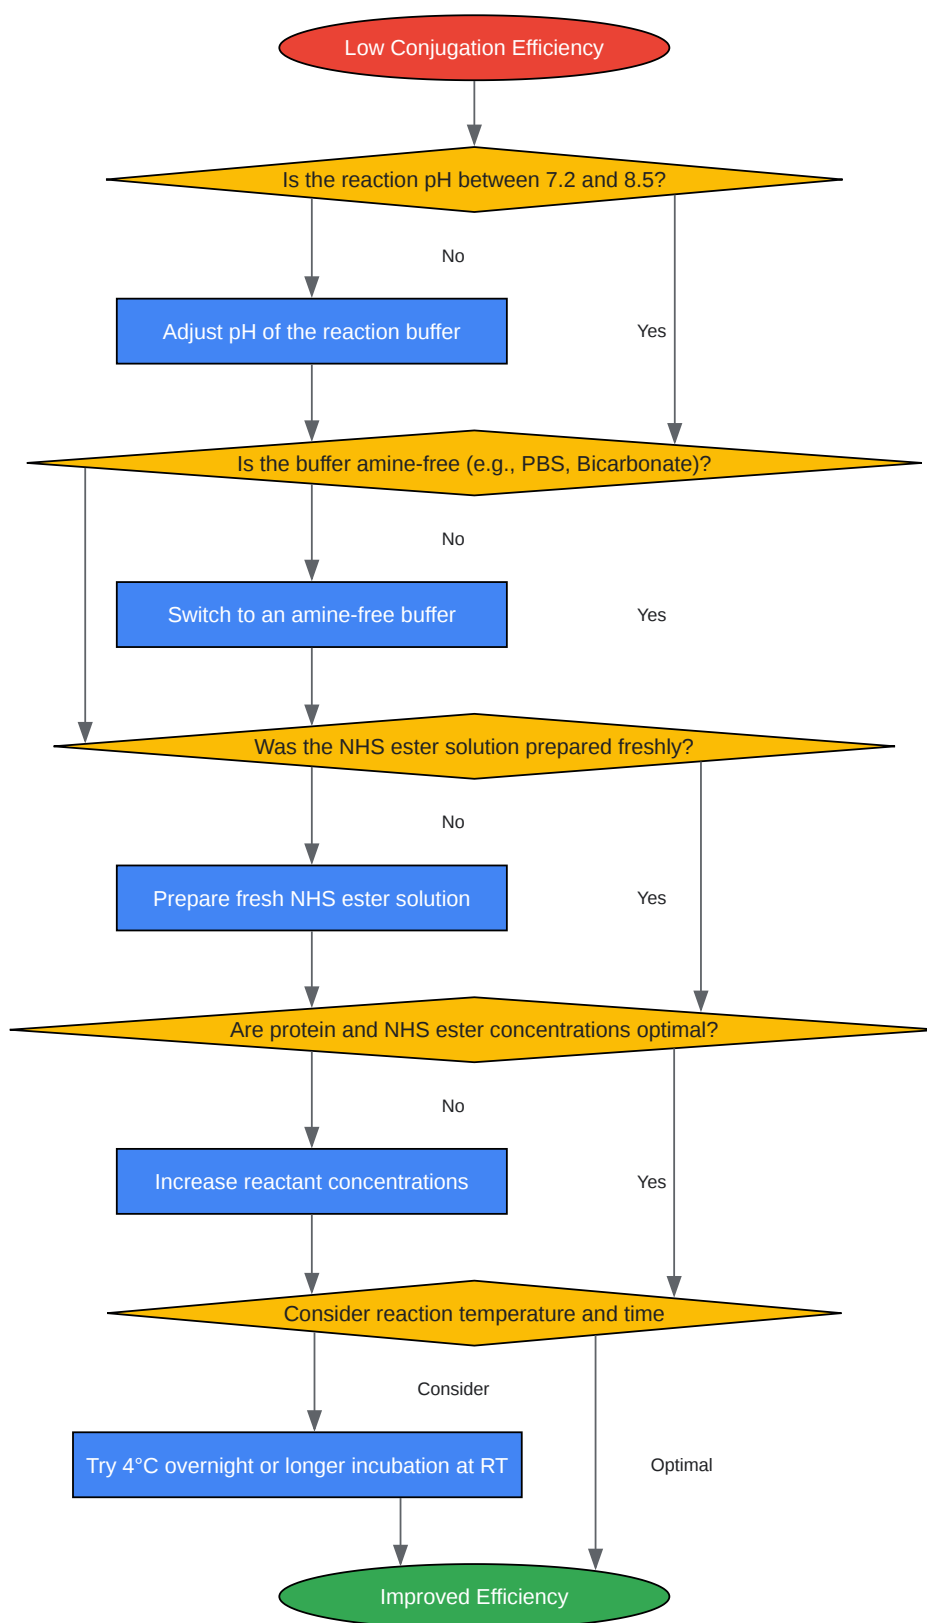 Low Conjugation Efficiency
Is the reaction pH between 7.2 and 8.5?
No
Adjust pH of the reaction buffer
Yes
Is the buffer amine-free (e.g., PBS, Bicarbonate)?
No
Switch to an amine-free buffer
Yes
Was the NHS ester solution prepared freshly?
No
Prepare fresh NHS ester solution
Yes
Are protein and NHS ester concentrations optimal?
No
Increase reactant concentrations
Yes
Consider reaction temperature and time
Consider
Try 4°C overnight or longer incubation at RT
Optimal
Improved Efficiency